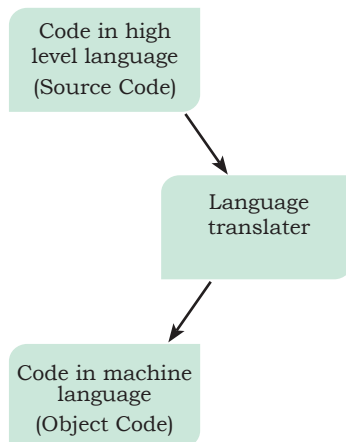 Code in high
level language
(Source Code)
Language
translater
Code in machine
language
(Object Code)